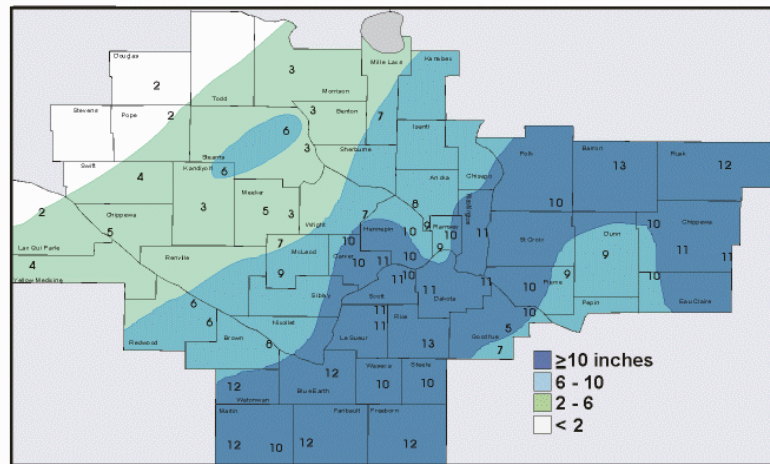 Douglas
Mille Lacs
Kanabec
3
2
Morrison
Todd
Stevens
Pope
2
3
Benton
7
Isanti
6
Sherburne
Stearns
3
Polk
Barron
Rusk
13
12
Swift
4
Kandiyohi
6
Meeker
Anoka
Chisago
10
2
Chippewa
3
5
3
Wright
7
8
9
Ramsey
10
Washington
11
St Croix
Dunn
10
Chippewa
5
Lac Qui Parle
Renville
7
McLeod
9
Carver
10
Hennepin
10
9
9
11
11
4
Yellow Medicine
10
11
10
11
Scott
11
Dakota
11
10
Pierce
9
10
Eau Claire
Sibley
6
6
Redwood
Brown
Nicollet
8
11
11
Rice
Le Sueur
13
Goodhue
5
10
Pepin
7
12
Watonwan
12
Blue Earth
Waseca
10
Steele
10
Martin
12
10
Faribault
12
Freeborn
12
≥10 inches
6 - 10
2 - 6
< 2